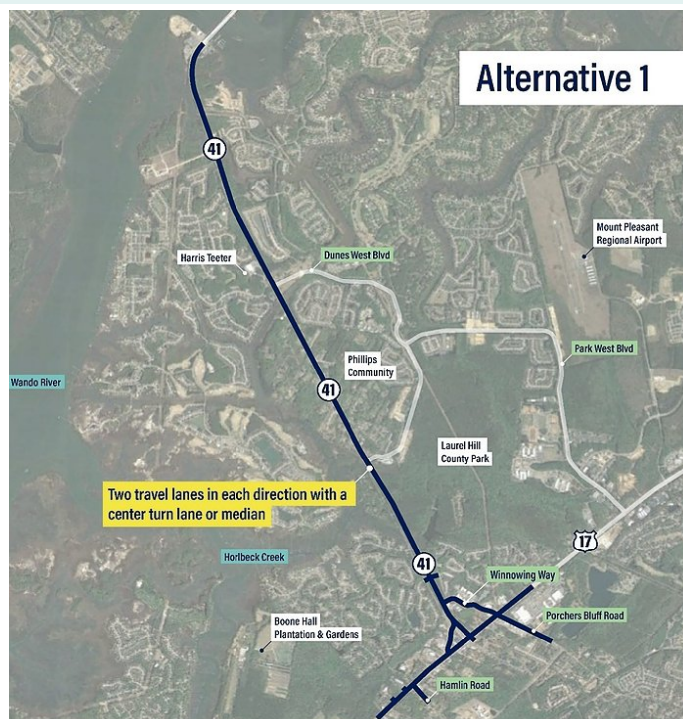 Alternative 1
41
Mount Pleasant
Regional Airport
Harris Teeter
Dunes West Blvd
Park West Blvd
Phillips
Community
Wando River
41
Laurel Hill
County Park
Two travel lanes in each direction with a
center turn lane or median
17
Horlbeck Creek
41
Winnowing Way
Porchers Bluff Road
Boone Hall
Plantation & Gardens
Hamlin Road